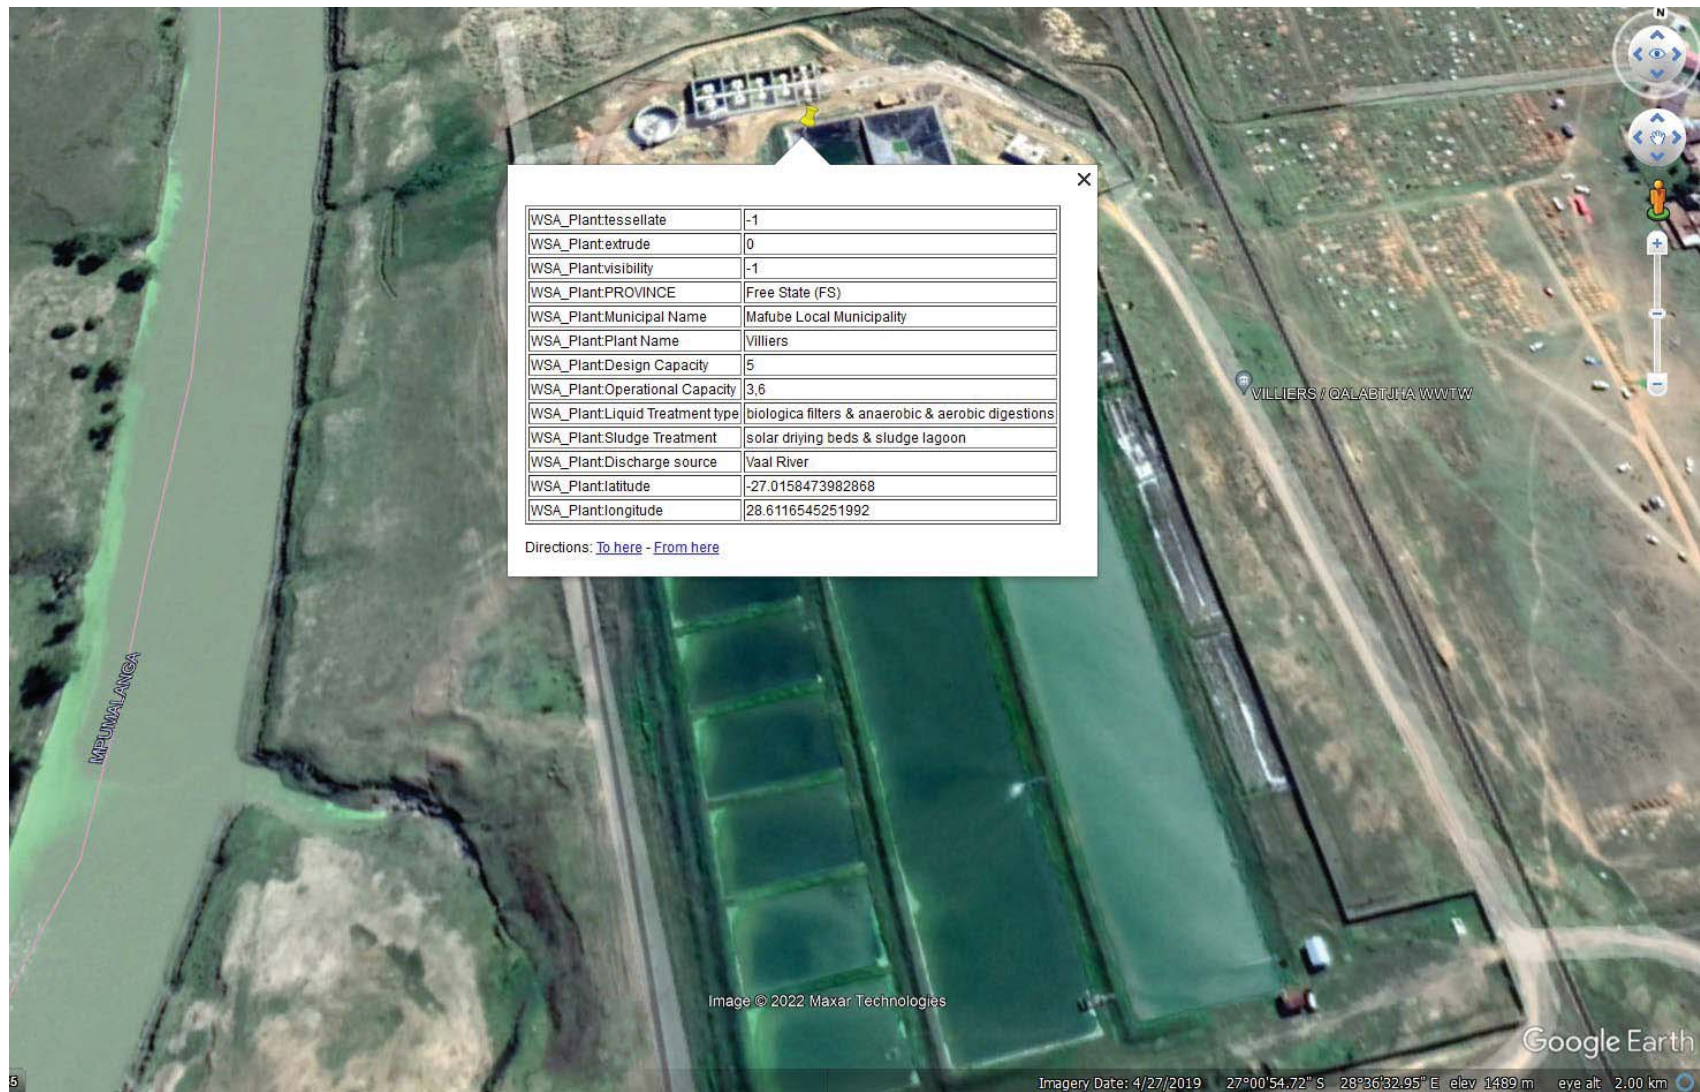 N
WSA_Plant:tessellate -1
WSA_Plant:extrude 0
WSA_Plant:visibility -1
WSA_Plant:PROVINCE Free State (FS)
WSA_Plant:Municipal Name Mafube Local Municipality
WSA_Plant:Plant Name Villiers
WSA_Plant:Design Capacity 5
WSA_Plant:Operational Capacity 3,6
WSA_Plant:Liquid Treatment type biologica filters & anaerobic & aerobic digestions
WSA_Plant:Sludge Treatment solar driying beds & sludge lagoon
WSA_Plant:Discharge source Vaal River
WSA_Plant:latitude -27.0158473982868
WSA_Plant:longitude 28.6116545251992
Directions: To here - From here
VILLIERS / QALABTJHA WWTW
MPUMALANGA
Image © 2022 Maxar Technologies
Google Earth
Imagery Date: 4/27/2019 27°00'54.72" S 28°36'32.95" E elev 1489 m eye alt 2.00 km